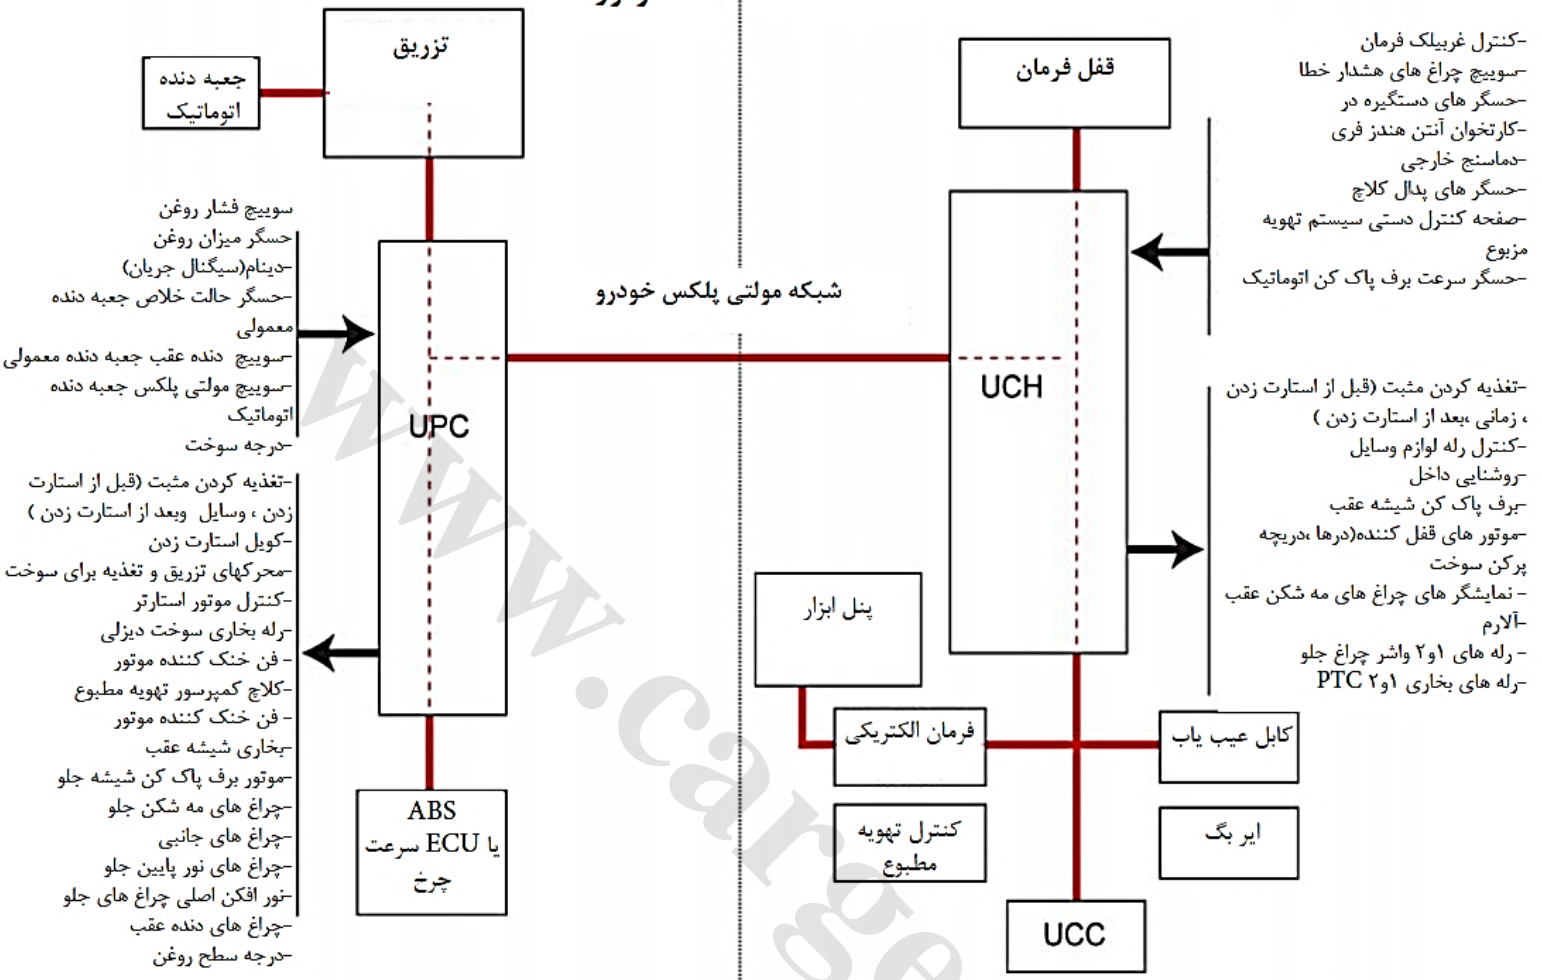 تزریق
جعبه دنده
اتوماتیک
سوییچ فشار روغن
حسگر میزان روغن
-دینام(سیگنال جریان)
-حسگر حالت خلاص جعبه دنده
معمولی
-سوییچ دنده عقب جعبه دنده معمولی
-سوییچ مولتی پلکس جعبه دنده
اتوماتیک
-درجه سوخت
UPC
-تغذیه کردن مثبت (قبل از استارت
زدن ، وسایل وبعد از استارت زدن )
-کویل استارت زدن
-محرکهای تزریق و تغذیه برای سوخت
-کنترل موتور استارتر
-رله بخاری سوخت دیزلی
- فن خنک کننده موتور
-کلاچ کمپرسور تهویه مطبوع
- فن خنک کننده موتور
-بخاری شیشه عقب
-موتور برف پاک کن شیشه جلو
-چراغ های مه شکن جلو
-چراغ های جانبی
-چراغ های نور پایین جلو
-نور افکن اصلی چراغ های جلو
-چراغ های دنده عقب
-درجه سطح روغن
ABS
یا ECU سرعت
چرخ
شبکه مولتی پلکس خودرو
قفل فرمان
-کنترل غربیلک فرمان
-سوییچ چراغ های هشدار خطا
-حسگر های دستگیره در
-کارتخوان آنتن هندز فری
-دماسنج خارجی
-حسگر های پدال کلاچ
-صفحه کنترل دستی سیستم تهویه
مزبوع
-حسگر سرعت برف پاک کن اتوماتیک
UCH
-تغذیه کردن مثبت (قبل از استارت زدن
، زمانی ،بعد از استارت زدن )
-کنترل رله لوازم وسایل
-روشنایی داخل
-برف پاک کن شیشه عقب
-موتور های قفل کننده(درها ،دریچه
پرکن سوخت
- نمایشگر های چراغ های مه شکن عقب
-آلارم
- رله های ۱و۲ واشر چراغ جلو
-رله های بخاری ۱و۲ PTC
پنل ابزار
فرمان الکتریکی
کابل عیب یاب
کنترل تهویه
مطبوع
ایر بگ
UCC
www.carge